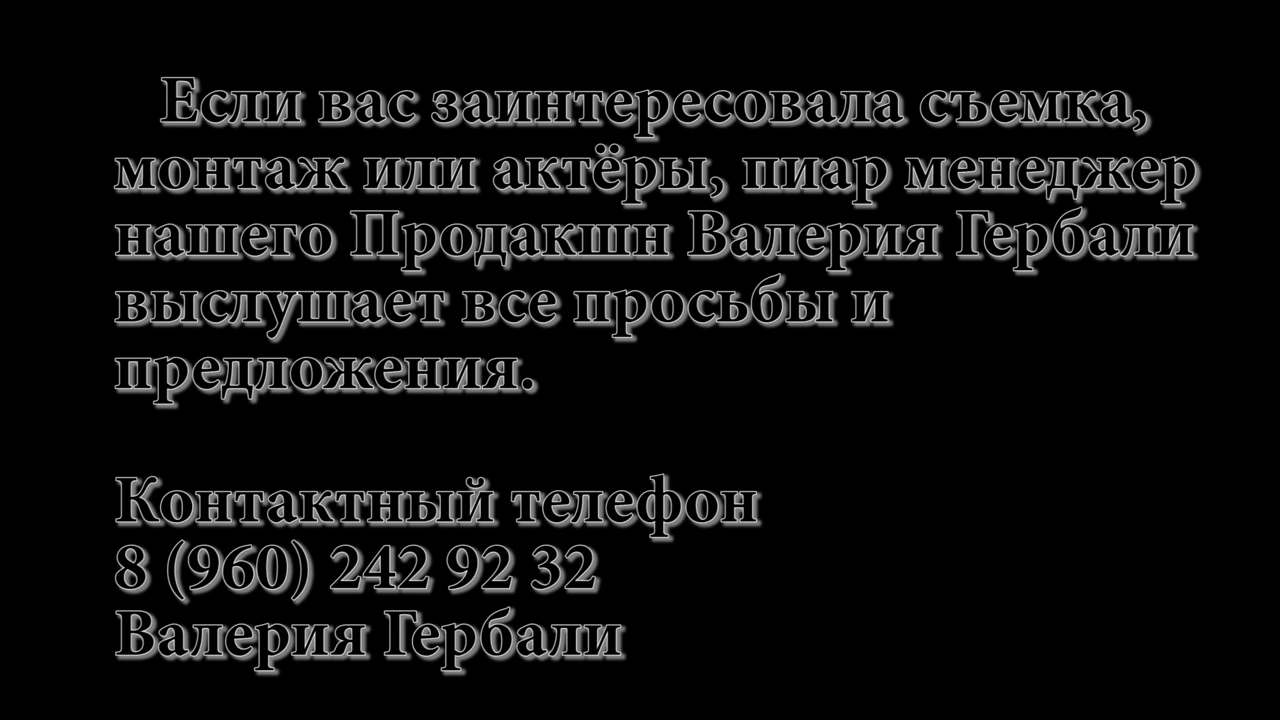 Если вас заинтересовала съемка,
монтаж или актёры, пиар менеджер
нашего Продакшн Валерия Гербали
выслушает все просьбы и
предложения.
Контактный телефон
8 (960) 242 92 32
Валерия Гербали